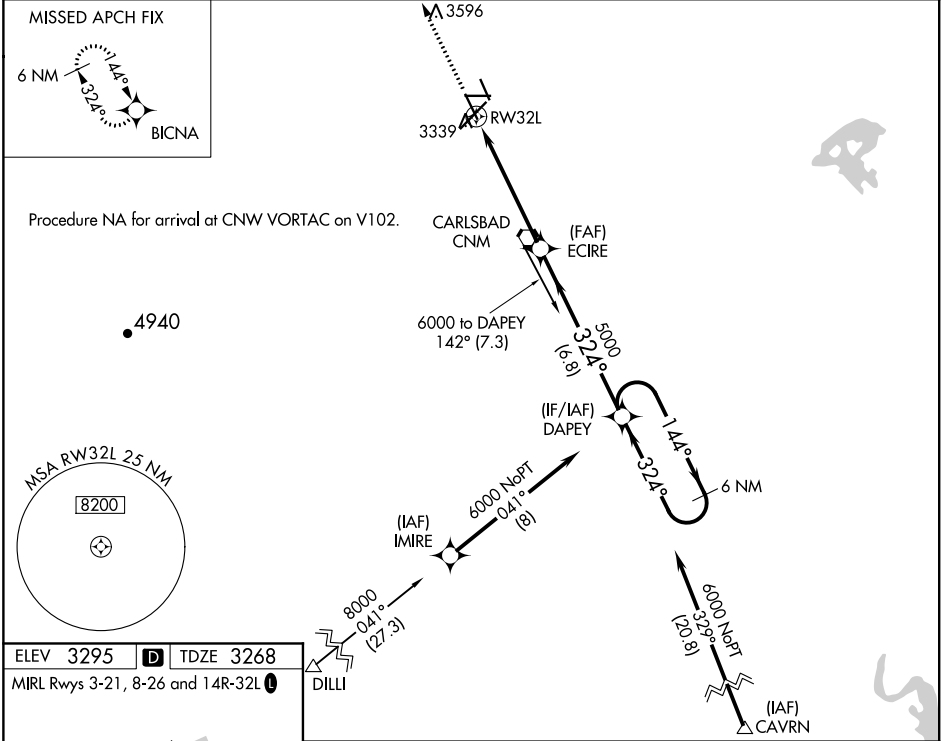 MISSED APCH FIX
6 NM
144°
324°
BICNA
3596
RW32L
3339
Procedure NA for arrival at CNW VORTAC on V102.
CARLSBAD
CNM
(FAF)
ECIRE
4940
6000 to DAPEY
142° (7.3)
5000
324°
(6.8)
(IF/IAF)
DAPEY
144°
324°
6 NM
MSA RW32L 25 NM
8200
6000 NoPT
041°
(8)
(IAF)
IMIRE
8000
041°
(27.3)
DILLI
6000 NoPT
329°
(20.8)
(IAF)
CAVRN
ELEV 3295 D TDZE 3268
MIRL Rwys 3-21, 8-26 and 14R-32L L